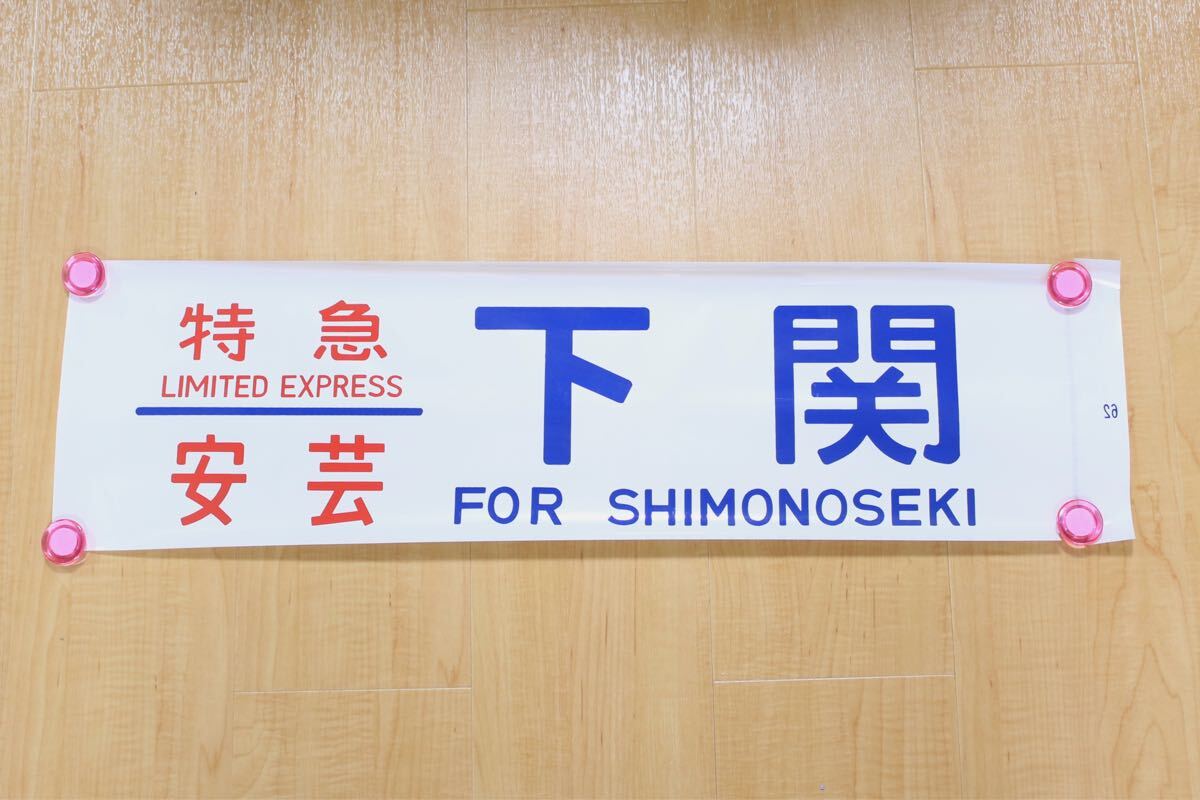 特急
LIMITED EXPRESS
安芸
下関
FOR SHIMONOSEKI
62